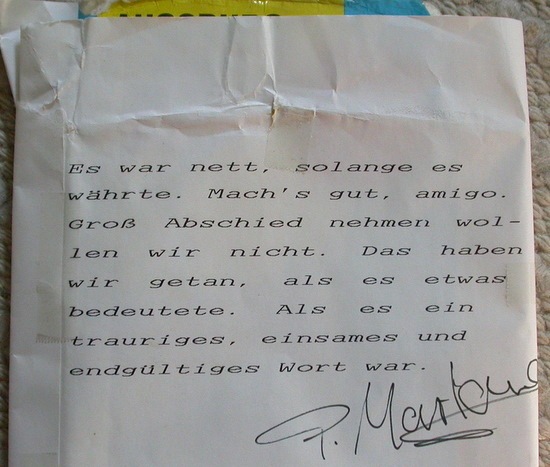 Es war nett, solange es
währte. Mach's gut, amigo.
Groß Abschied nehmen wol-
len wir nicht. Das haben
wir getan, als es etwas
bedeutete. Als es ein
trauriges, einsames und
endgültiges Wort war.